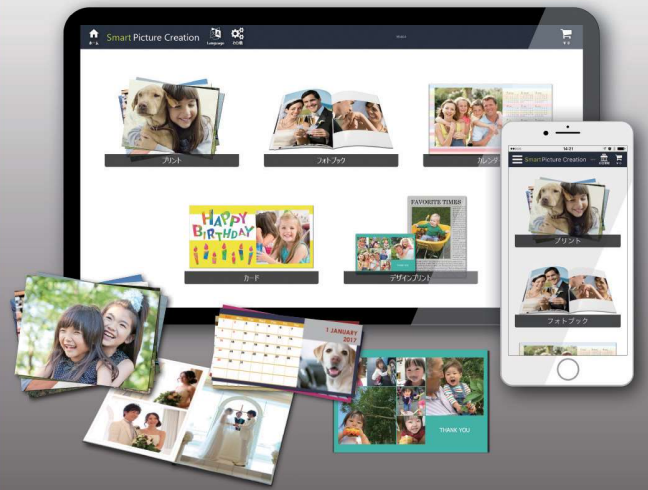 Smart Picture Creation
ホーム
Language
その他
カート
プリント
フォトブック
カレンダー
HAPPY
BIRTHDAY
カード
FAVORITE TIMES
デザインプリント
14:21
Smart Picture Creation
プリント
フォトブック
1 JANUARY
2017
THANK YOU